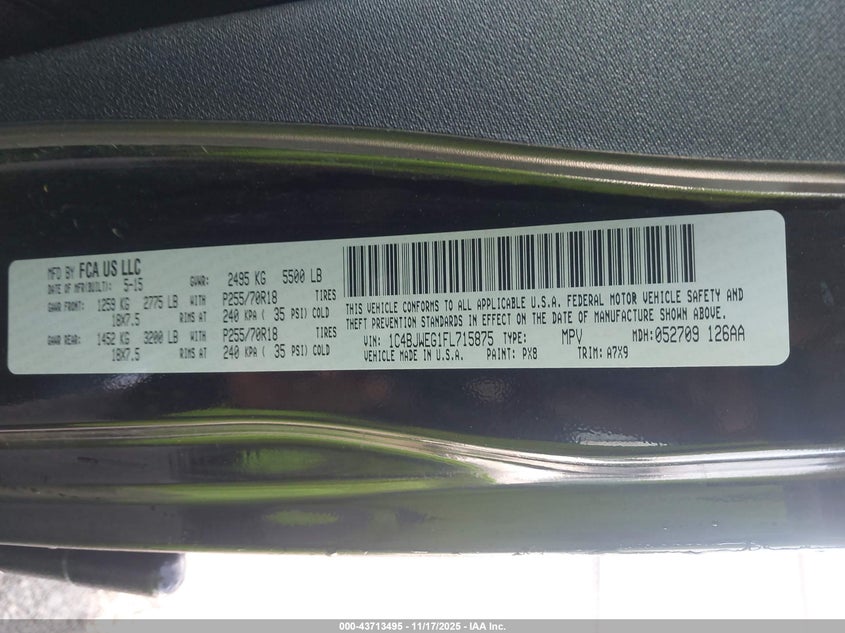 MFD BY FCA US LLC
DATE OF MFR(BUILT): 5-15 GVWR: 2495 KG 5500 LB
GAWR FRONT: 1259 KG 2775 LB WITH P255/70R18 TIRES
18X7.5 RIMS AT 240 KPA ( 35 PSI) COLD
GAWR REAR: 1452 KG 3200 LB WITH P255/70R18 TIRES
18X7.5 RIMS AT 240 KPA ( 35 PSI) COLD
THIS VEHICLE CONFORMS TO ALL APPLICABLE U.S.A. FEDERAL MOTOR VEHICLE SAFETY AND
THEFT PREVENTION STANDARDS IN EFFECT ON THE DATE OF MANUFACTURE SHOWN ABOVE.
VIN: 1C4BJWEG1FL715875 TYPE: MPV MDH:052709 126AA
VEHICLE MADE IN U.S.A. PAINT: PX8 TRIM: A7X9
000-43713495 - 11/17/2025 - IAA Inc.